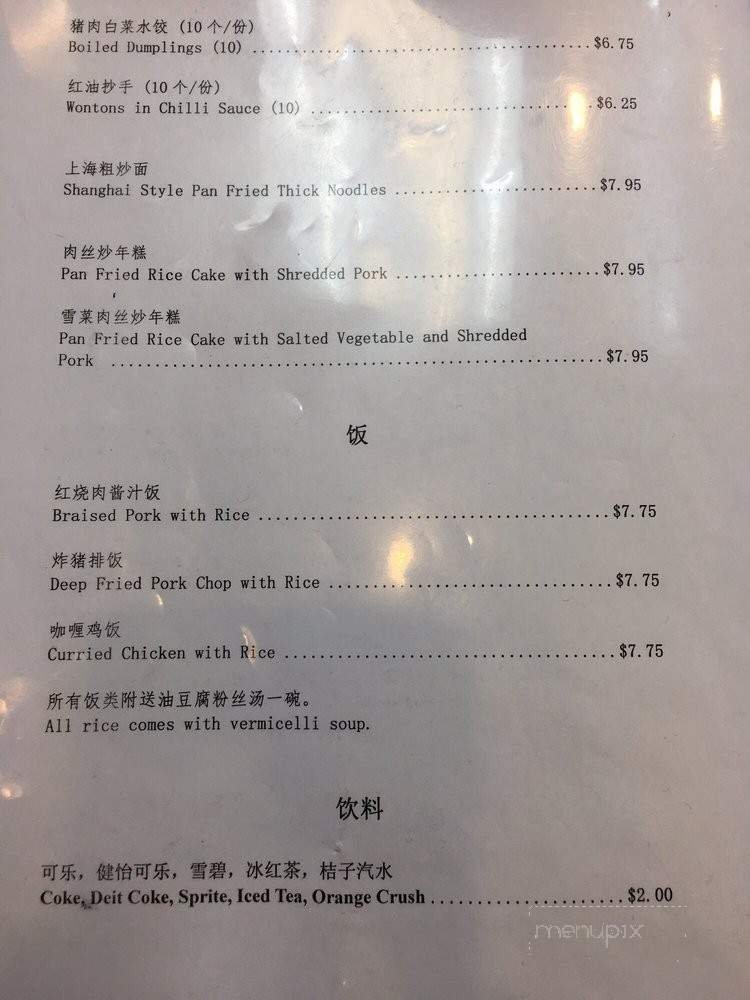 猪肉白菜水饺 (10 个/份)
Boiled Dumplings (10) ........................................$6.75
红油抄手 (10 个/份)
Wontons in Chilli Sauce (10) .................................$6.25
上海粗炒面
Shanghai Style Pan Fried Thick Noodles .......................$7.95
肉丝炒年糕
Pan Fried Rice Cake with Shredded Pork .......................$7.95
雪菜肉丝炒年糕
Pan Fried Rice Cake with Salted Vegetable and Shredded
Pork .........................................................$7.95
饭
红烧肉酱汁饭
Braised Pork with Rice ........................................$7.75
炸猪排饭
Deep Fried Pork Chop with Rice ................................$7.75
咖喱鸡饭
Curried Chicken with Rice .....................................$7.75
所有饭类附送油豆腐粉丝汤一碗。
All rice comes with vermicelli soup.
饮料
可乐，健怡可乐，雪碧，冰红茶，桔子汽水
Coke, Deit Coke, Sprite, Iced Tea, Orange Crush ......................$2.00
menupix